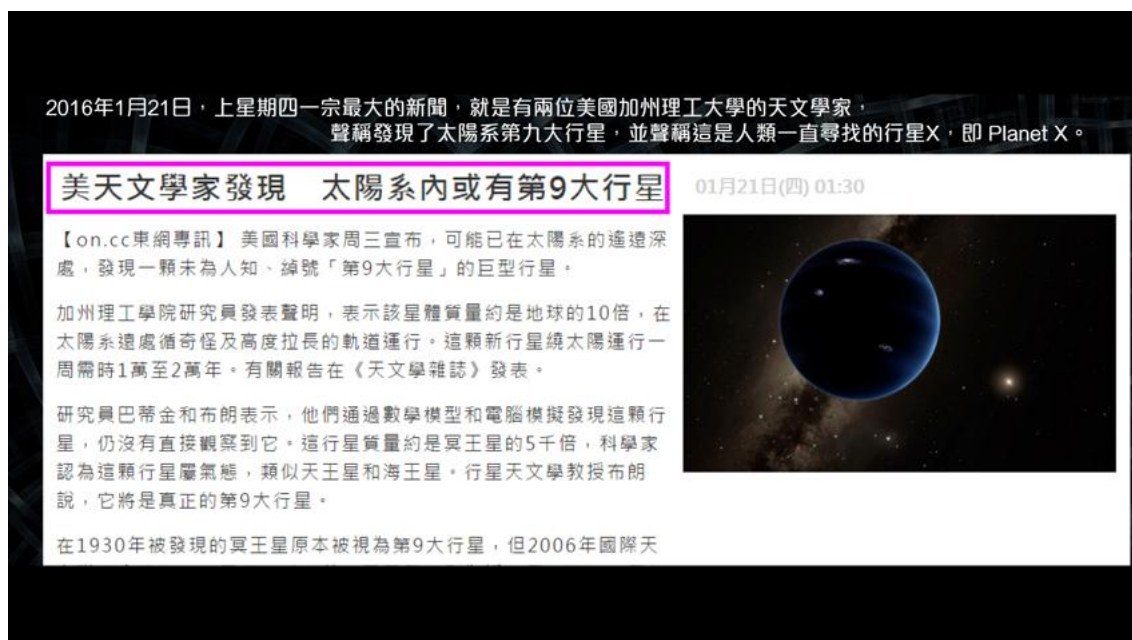 2016年1月21日，上星期四一宗最大的新聞，就是有兩位美國加州理工大學的天文學家，
聲稱發現了太陽系第九大行星，並聲稱這是人類一直尋找的行星X，即 Planet X。
美天文學家發現　太陽系內或有第9大行星
01月21日(四) 01:30
【on.cc東網專訊】 美國科學家周三宣布，可能已在太陽系的遙遠深
處，發現一顆未為人知、綽號「第9大行星」的巨型行星。
加州理工學院研究員發表聲明，表示該星體質量約是地球的10倍，在
太陽系遠處循奇怪及高度拉長的軌道運行。這顆新行星繞太陽運行一
周需時1萬至2萬年。有關報告在《天文學雜誌》發表。
研究員巴蒂金和布朗表示，他們通過數學模型和電腦模擬發現這顆行
星，仍沒有直接觀察到它。這行星質量約是冥王星的5千倍，科學家
認為這顆行星屬氣態，類似天王星和海王星。行星天文學教授布朗
說，它將是真正的第9大行星。
在1930年被發現的冥王星原本被視為第9大行星，但2006年國際天